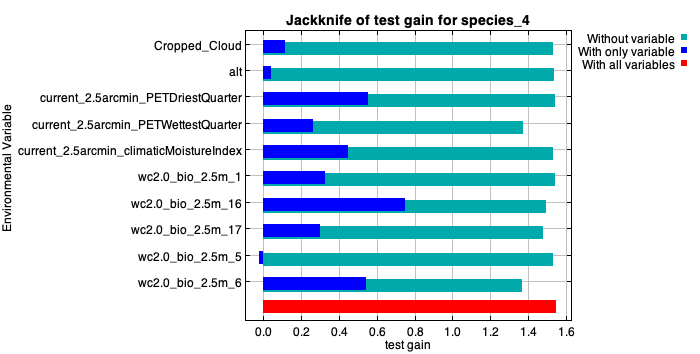 Jackknife of test gain for species_4
Without variable
With only variable
With all variables
Environmental Variable
Cropped_Cloud
alt
current_2.5arcmin_PETDriestQuarter
current_2.5arcmin_PETWettestQuarter
current_2.5arcmin_climaticMoistureIndex
wc2.0_bio_2.5m_1
wc2.0_bio_2.5m_16
wc2.0_bio_2.5m_17
wc2.0_bio_2.5m_5
wc2.0_bio_2.5m_6
0.0 0.2 0.4 0.6 0.8 1.0 1.2 1.4 1.6
test gain